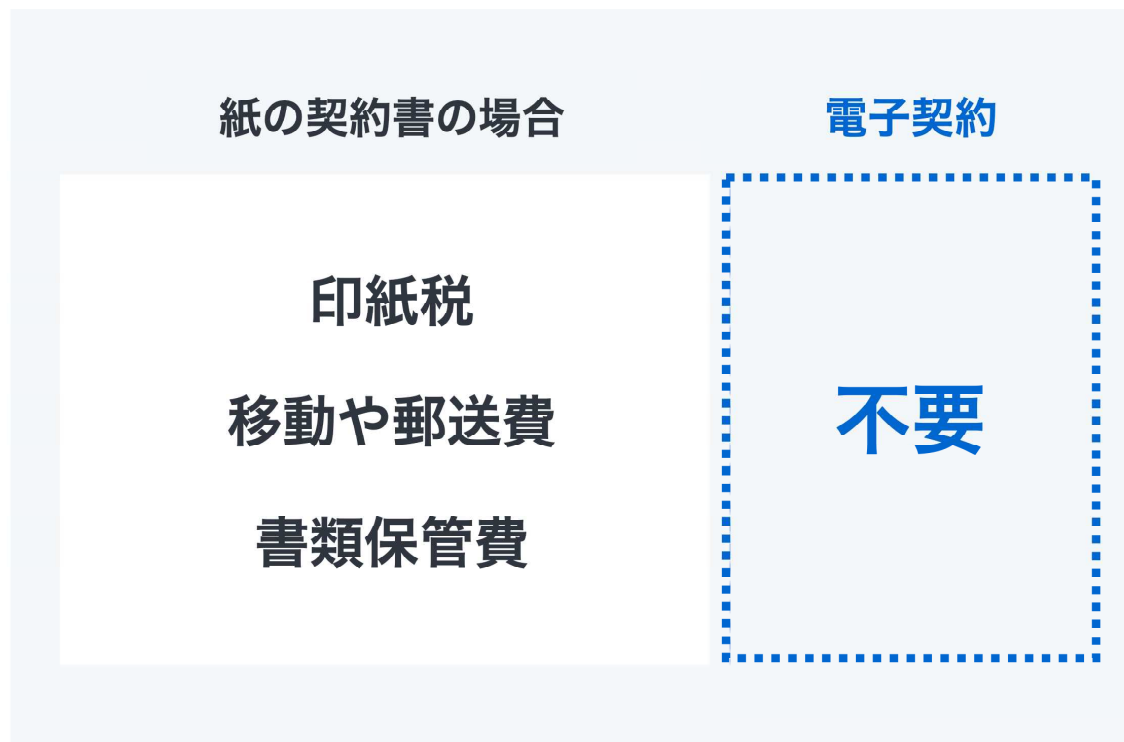 紙の契約書の場合
電子契約
印紙税
移動や郵送費
書類保管費
不要